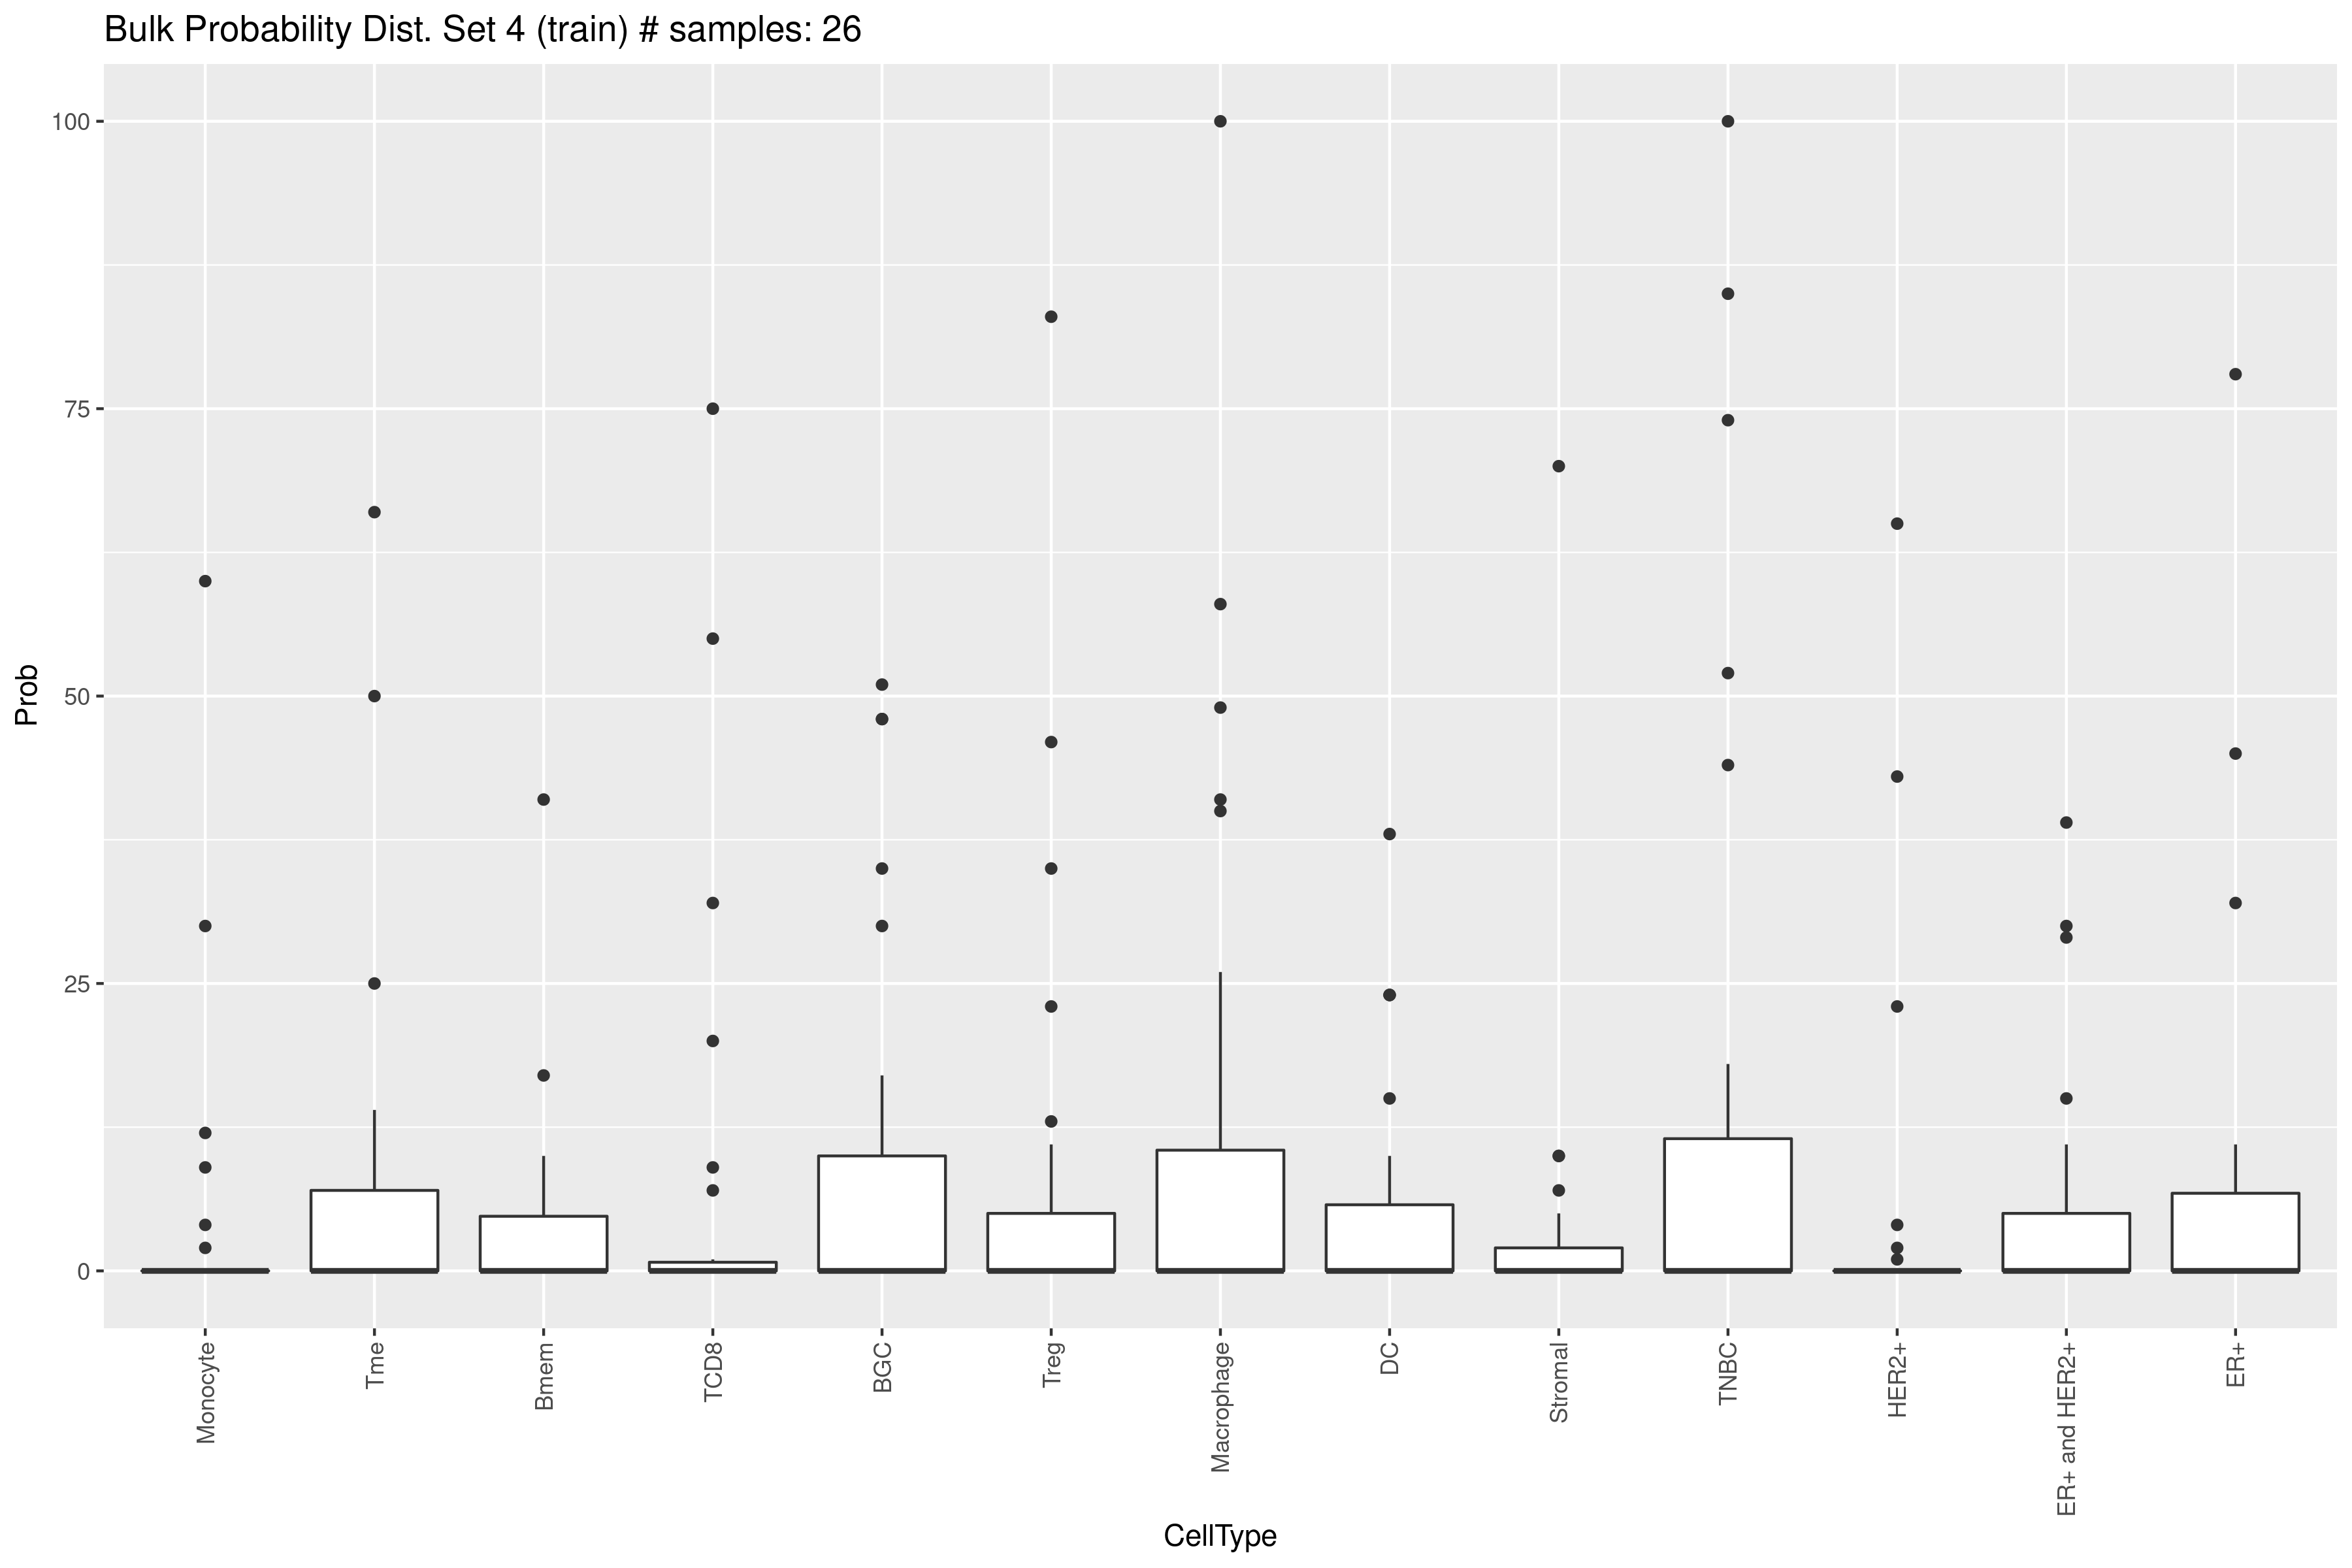 Bulk Probability Dist. Set 4 (train) # samples: 26
100
75
50
25
0
Prob
Monocyte
Tme
Bmem
TCD8
BGC
Treg
Macrophage
DC
Stromal
TNBC
HER2+
ER+ and HER2+
ER+
CellType